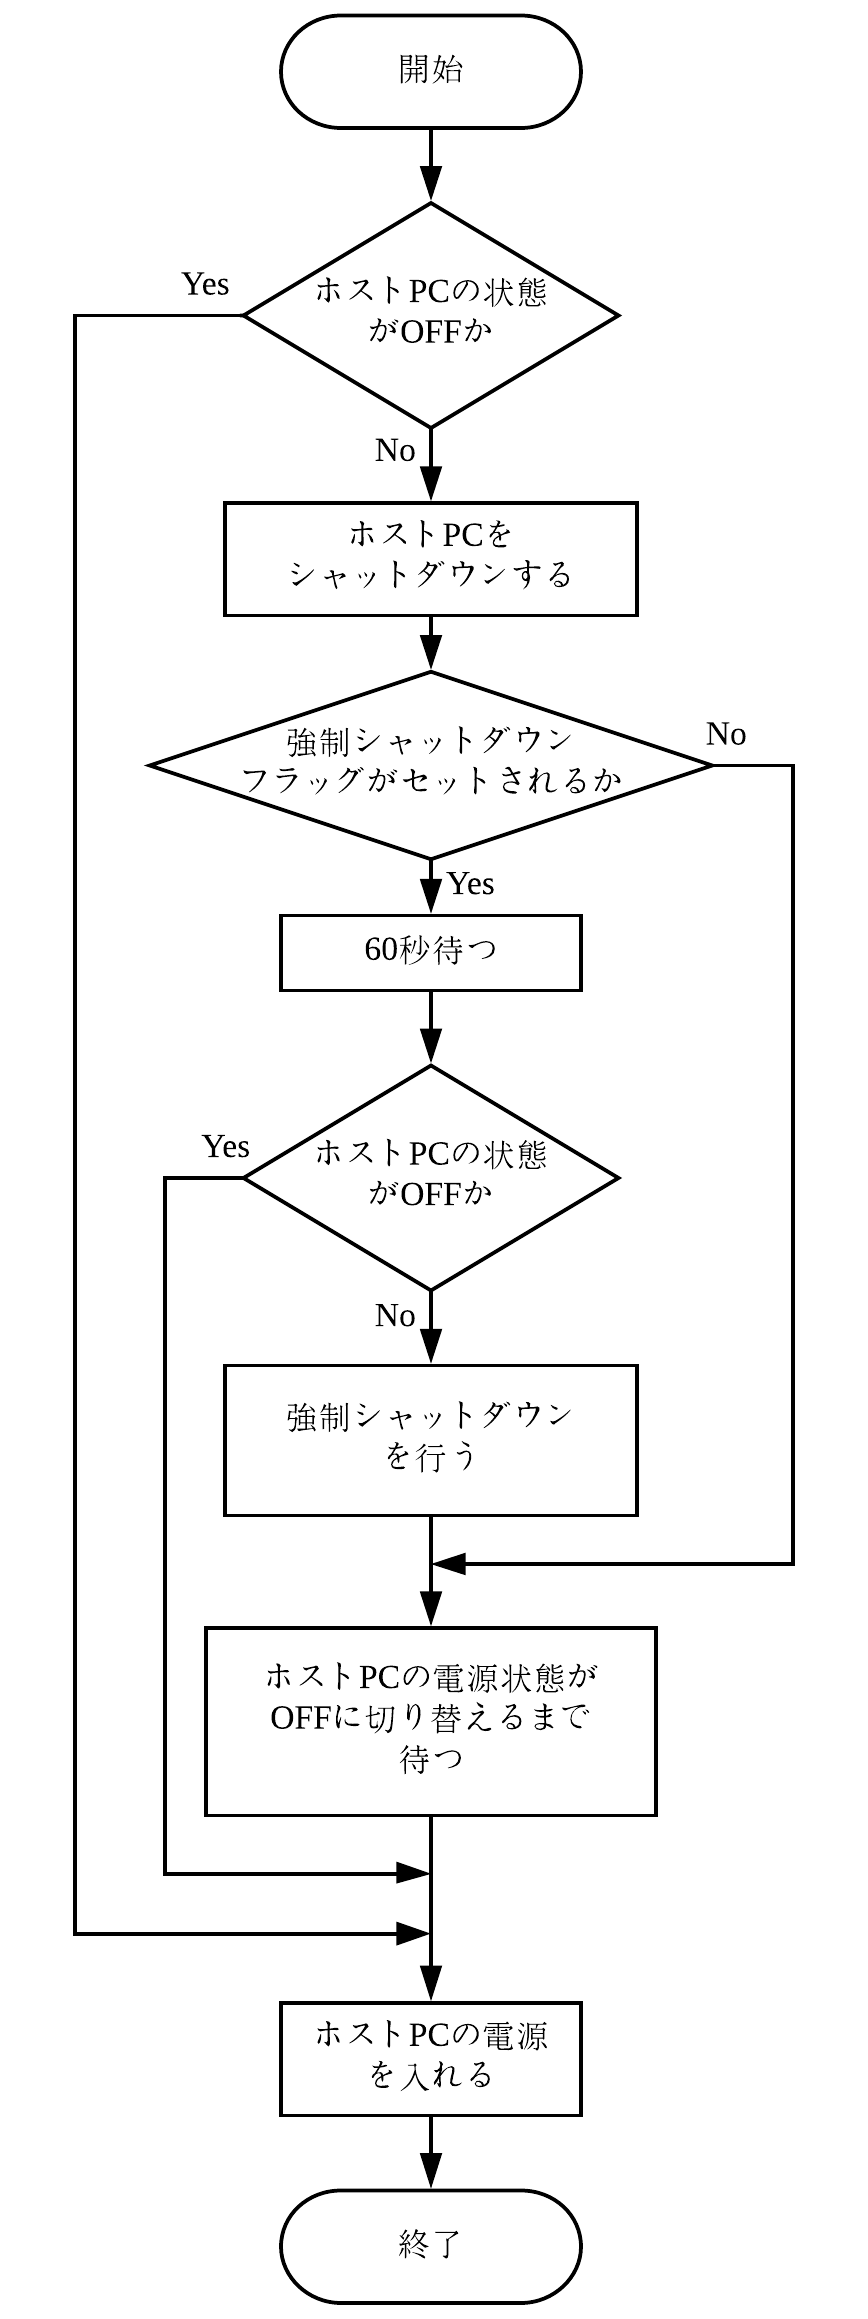 開始
ホストPCの状態
がOFFか
Yes
No
ホストPCを
シャットダウンする
強制シャットダウン
フラッグがセットされるか
No
Yes
60秒待つ
ホストPCの状態
がOFFか
Yes
No
強制シャットダウン
を行う
ホストPCの電源状態が
OFFに切り替えるまで
待つ
ホストPCの電源
を入れる
終了